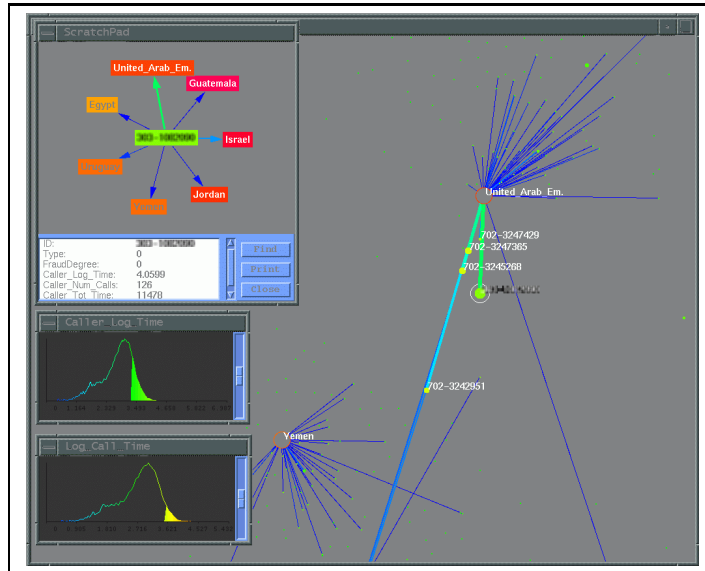 ScratchPad
United_Arab_Em.
Guatemala
Egypt
Israel
Jordan
Yemen
ID:
Type: 0
FraudDegree: 0
Caller_Log_Time: 4.0599
Caller_Num_Calls: 126
Caller_Tot_Time: 11478
Find
Print
Close
United_Arab_Em.
702-3247429
702-3247365
702-3245268
702-3242951
Yemen
Caller_Log_Time
Log_Call_Time